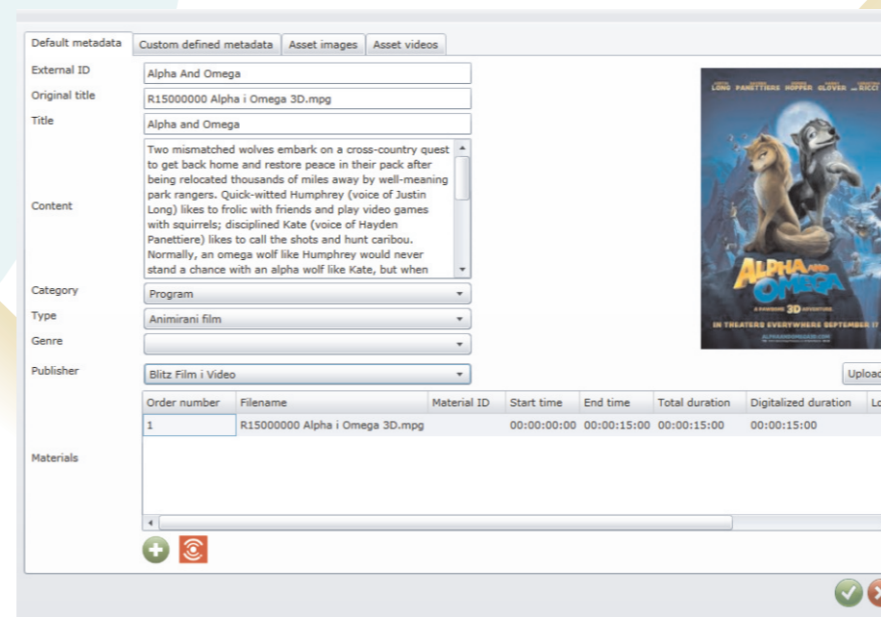 Default metadata Custom defined metadata Asset images Asset videos
External ID Alpha And Omega
Original title R15000000 Alpha i Omega 3D.mpg
Title Alpha and Omega
Content
Two mismatched wolves embark on a cross-country quest
to get back home and restore peace in their pack after
being relocated thousands of miles away by well-meaning
park rangers. Quick-witted Humphrey (voice of Justin
Long) likes to frolic with friends and play video games
with squirrels; disciplined Kate (voice of Hayden
Panettiere) likes to call the shots and hunt caribou.
Normally, an omega wolf like Humphrey would never
stand a chance with an alpha wolf like Kate, but when
Category Program
Type Animirani film
Genre
Publisher Blitz Film i Video
LONG PANETTIERE HOPPER GLOVER RICCI
ALPHA AND
OMEGA
3D
IN THEATERS EVERYWHERE SEPTEMBER 17
Upload
Materials
Order number Filename Material ID Start time End time Total duration Digitalized duration Lo
1 R15000000 Alpha i Omega 3D.mpg 00:00:00:00 00:00:15:00 00:00:15:00 00:00:15:00